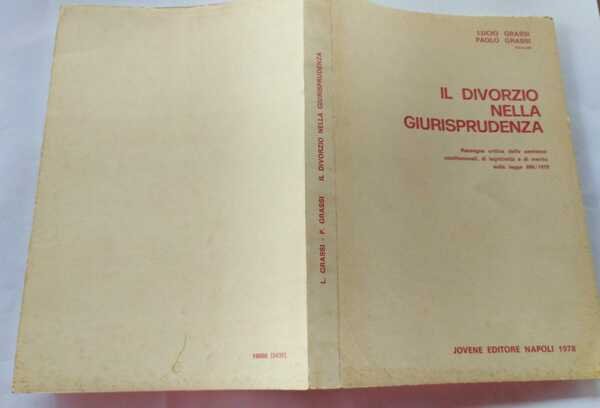 LUCIO GRASSI
PAOLO GRASSI
IL DIVORZIO
NELLA
GIURISPRUDENZA
Rassegna critica delle sentenze
costituzionali, di legittimità e di merito
sulla legge 898/1970
JOVENE EDITORE NAPOLI 1978
L. GRASSI - P. GRASSI IL DIVORZIO NELLA GIURISPRUDENZA